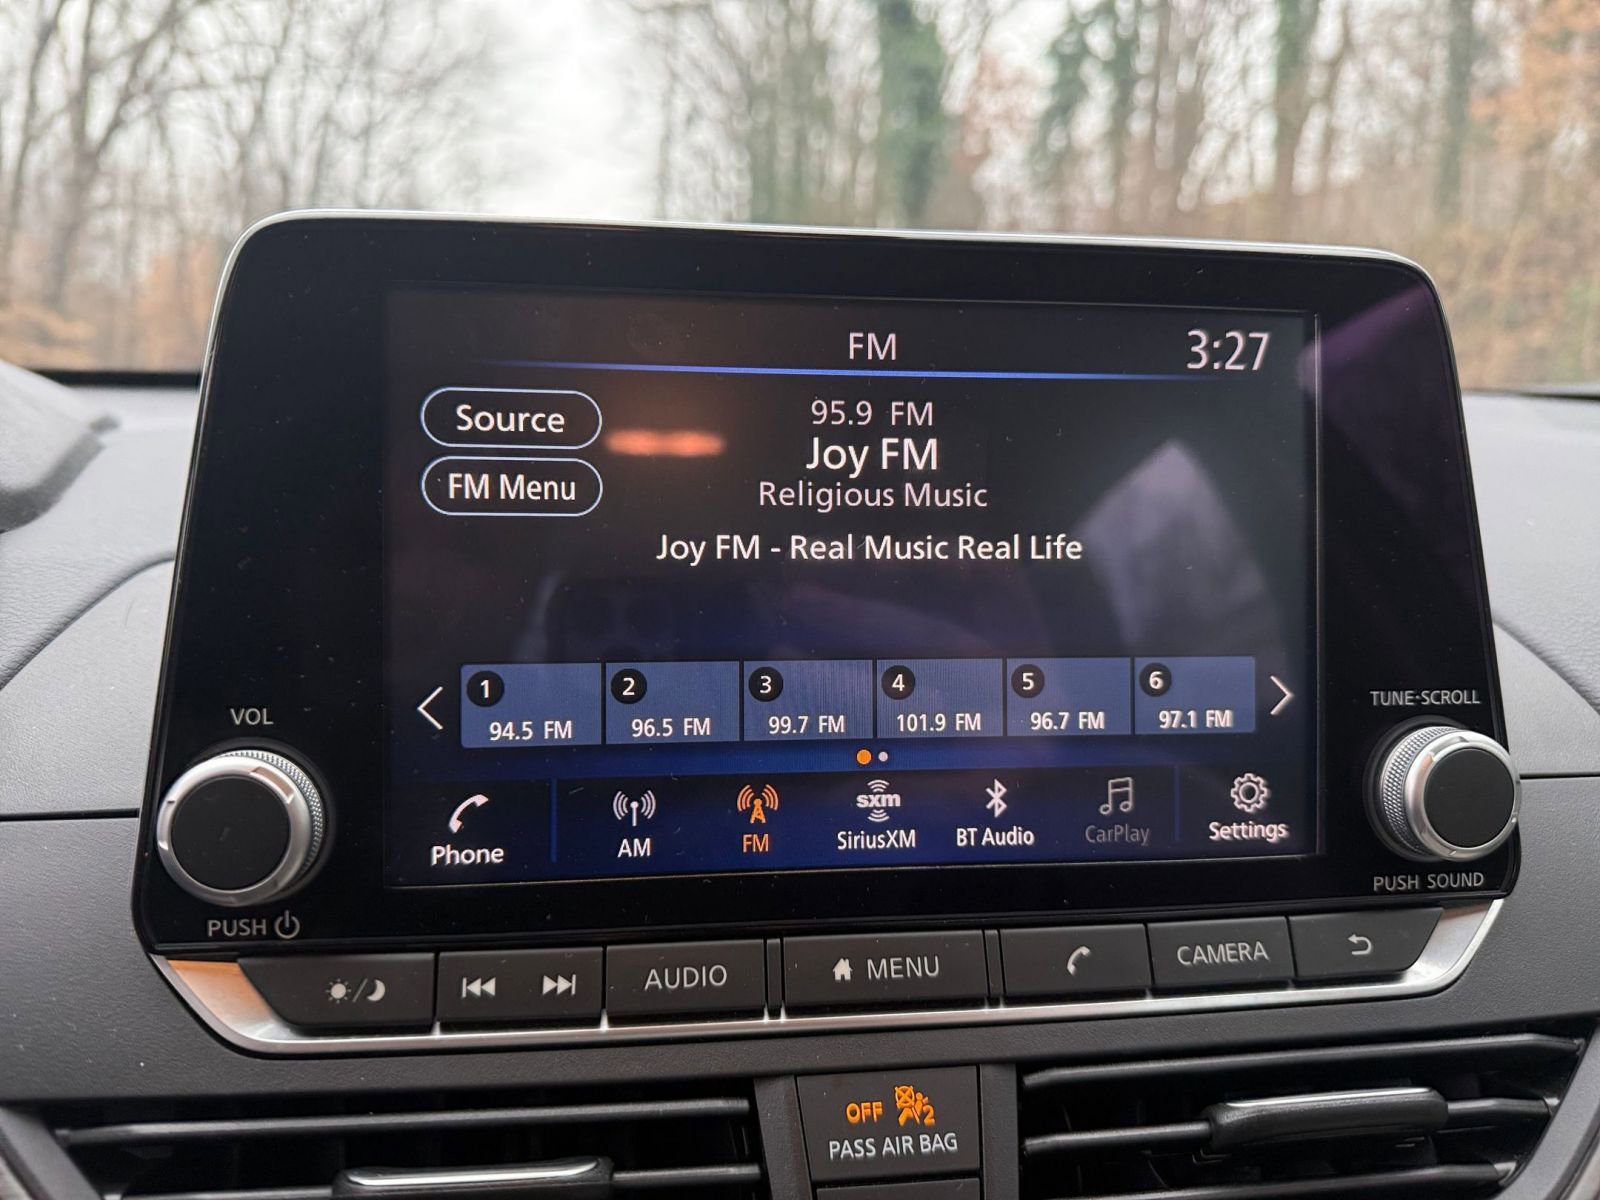 FM
3:27
Source
95.9 FM
Joy FM
FM Menu
Religious Music
Joy FM - Real Music Real Life
1 2 3 4 5 6
94.5 FM 96.5 FM 99.7 FM 101.9 FM 96.7 FM 97.1 FM
VOL
TUNE·SCROLL
Phone
AM
FM
sxm
SiriusXM
BT Audio
CarPlay
Settings
PUSH
PUSH SOUND
AUDIO
MENU
CAMERA
OFF 2
PASS AIR BAG